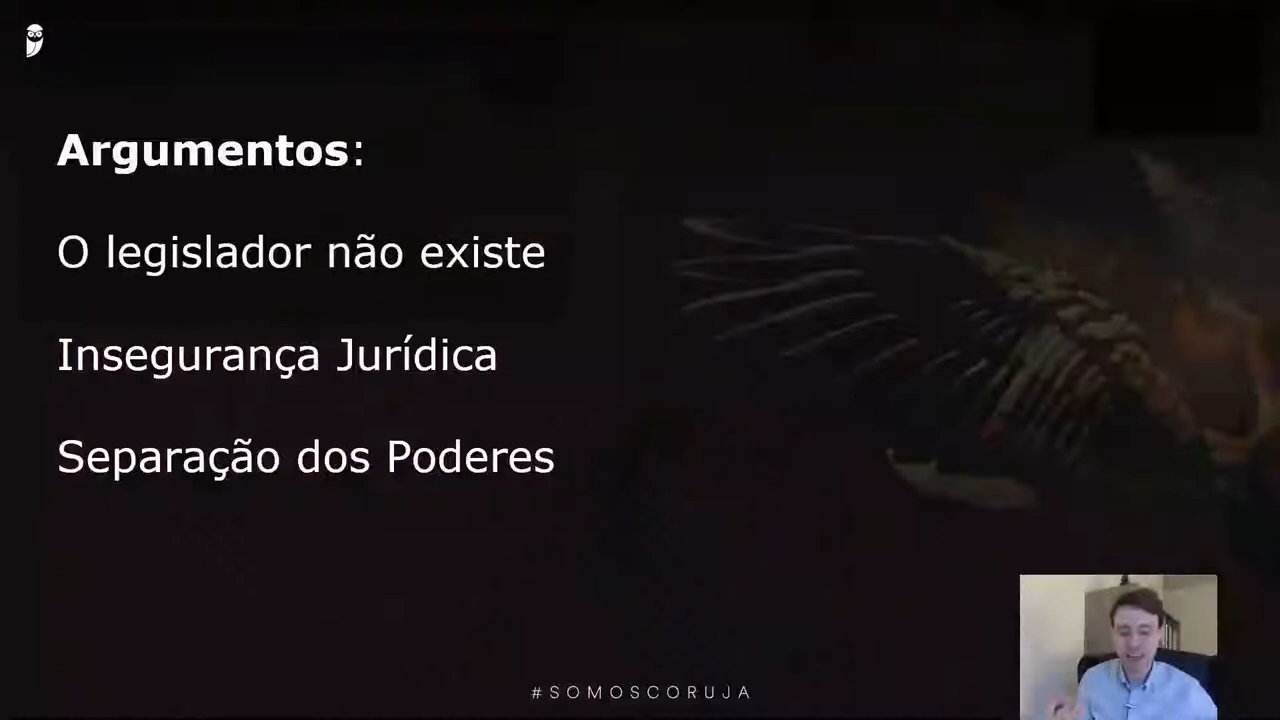 Argumentos:
O legislador não existe
Insegurança Jurídica
Separação dos Poderes
#SOMOSCORUJA